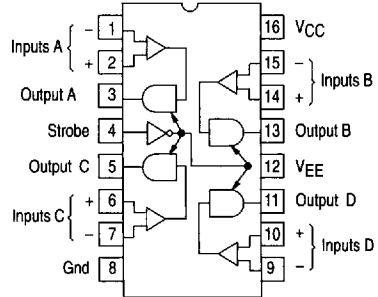 Inputs A
− 1
+ 2
Output A 3
Strobe 4
Output C 5
Inputs C
+ 6
− 7
Gnd 8
16 VCC
15 −
Inputs B
14 +
13 Output B
12 VEE
11 Output D
10 +
Inputs D
9 −